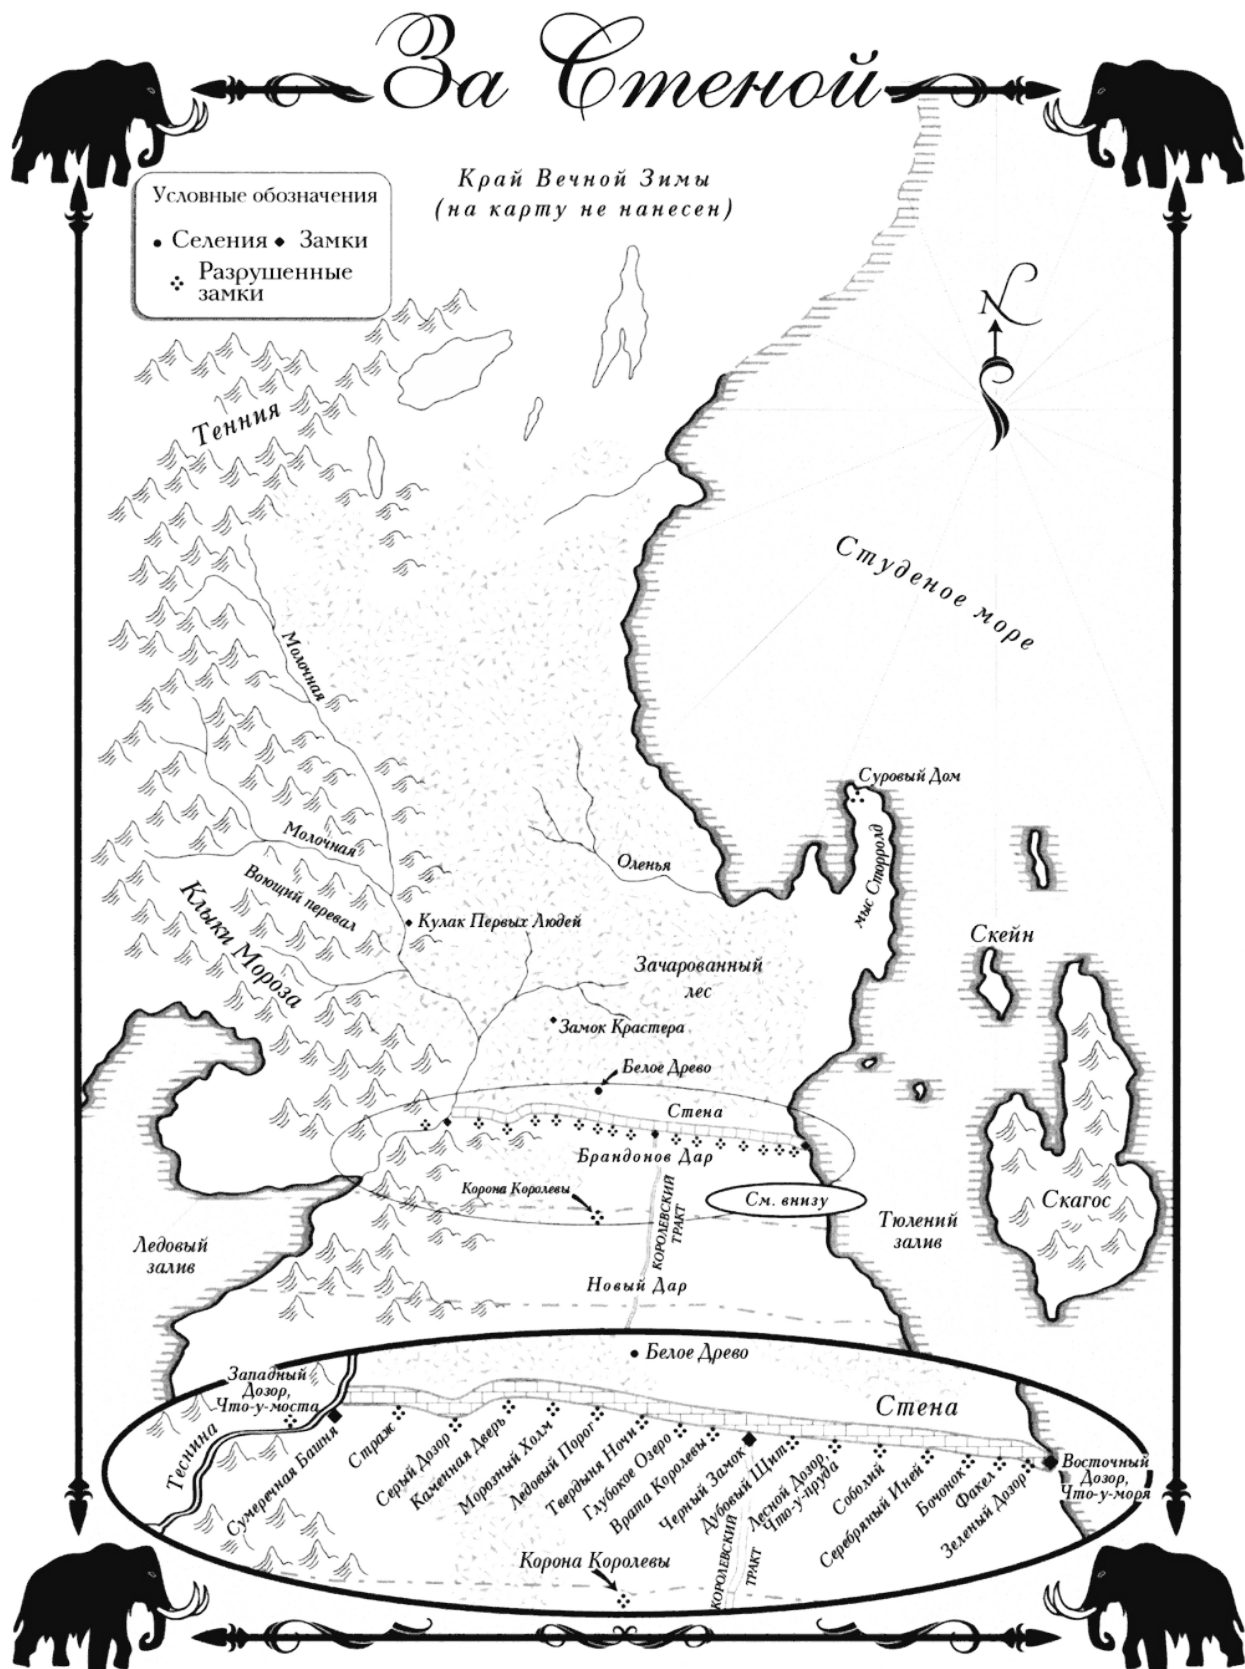 За Стеной
Край Вечной Зимы
(на карту не нанесен)
Условные обозначения
Селения Замки
Разрушенные
замки
N
Тенния
Студеное море
Молочная
Суровый Дом
Молочная
Оленья
мыс Сторролд
Воющий перевал
Клыки Мороза
Кулак Первых Людей
Скейн
Зачарованный
лес
Замок Крастера
Белое Древо
Стена
Брандонов Дар
Корона Королевы
См. внизу
КОРОЛЕВСКИЙ
ТРАКТ
Скагос
Тюлений
залив
Ледовый
залив
Новый Дар
Белое Древо
Западный
Дозор,
Что-у-моста
Стена
Теснина
Сумеречная Башня
Страж
Серый Дозор
Каменная Дверь
Морозный Холм
Ледовый Порог
Твердыня Ночи
Глубокое Озеро
Врата Королевы
Черный Замок
Дубовый Щит
Лесной Дозор
Что-у-пруда
Соболий
Серебряный Иней
Бочонок
Факел
Зеленый Дозор
Восточный
Дозор,
Что-у-моря
Корона Королевы
КОРОЛЕВСКИЙ
ТРАКТ